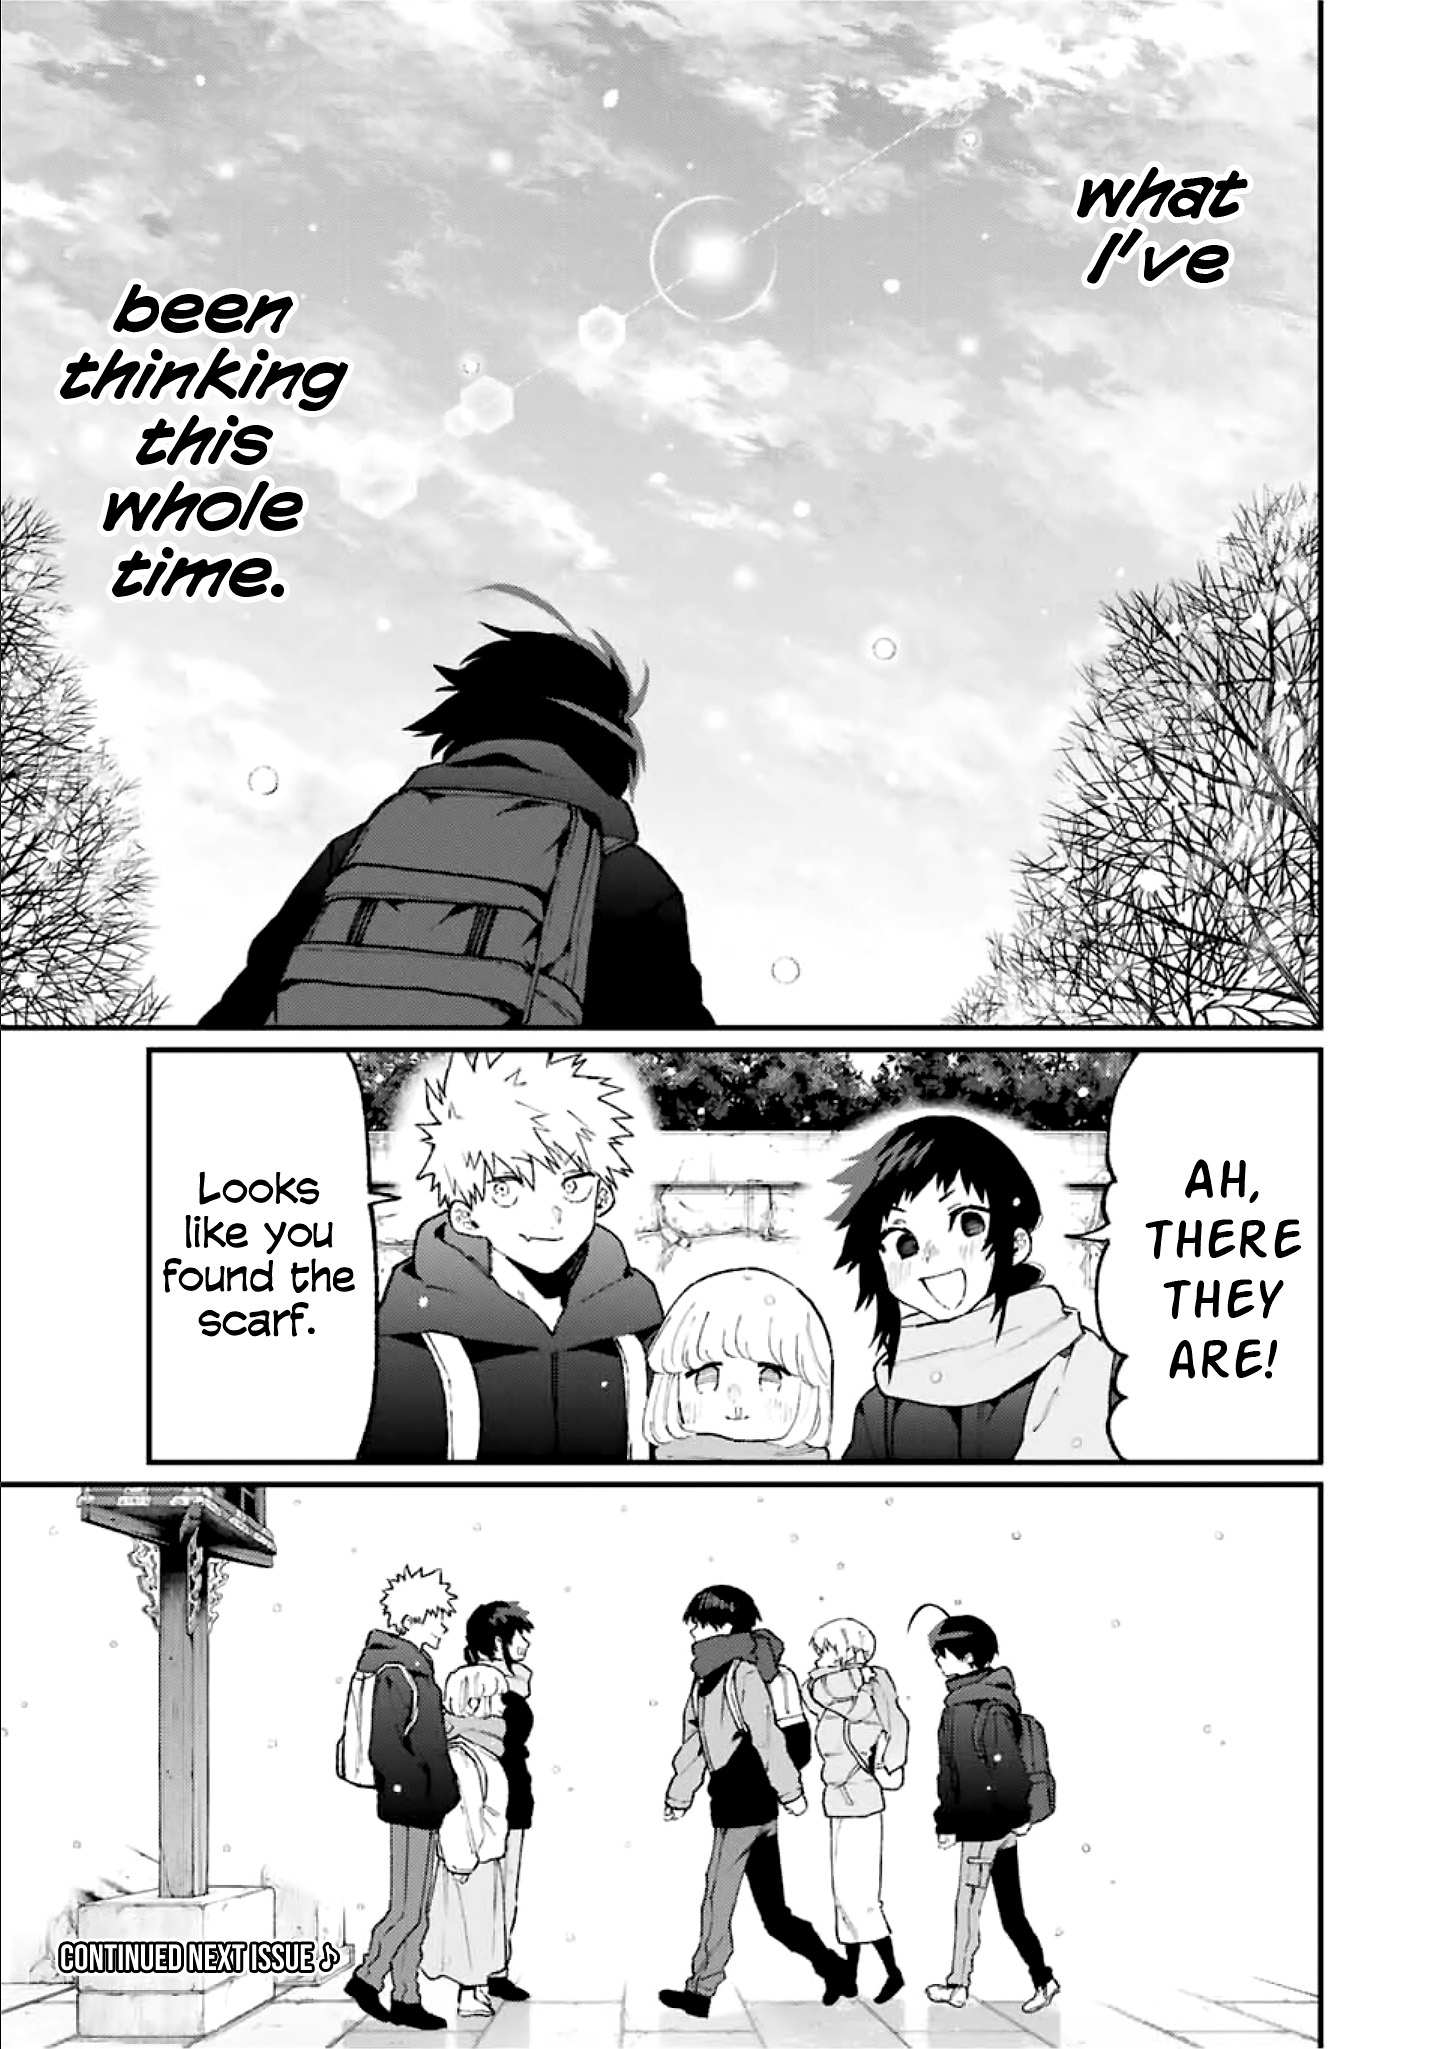 what
I've
been
thinking
this
whole
time.
AH,
THERE
THEY
ARE!
Looks
like you
found the
scarf.
CONTINUED NEXT ISSUE ♪